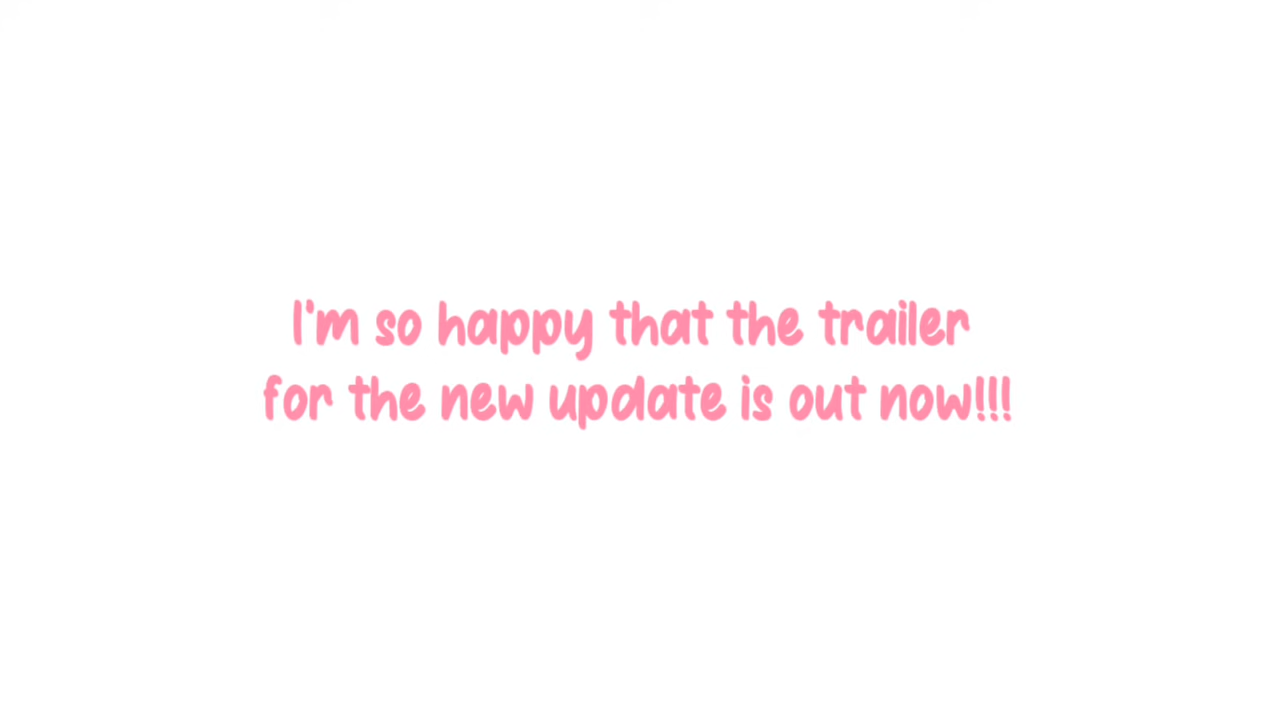 I'm so happy that the trailer
for the new update is out now!!!